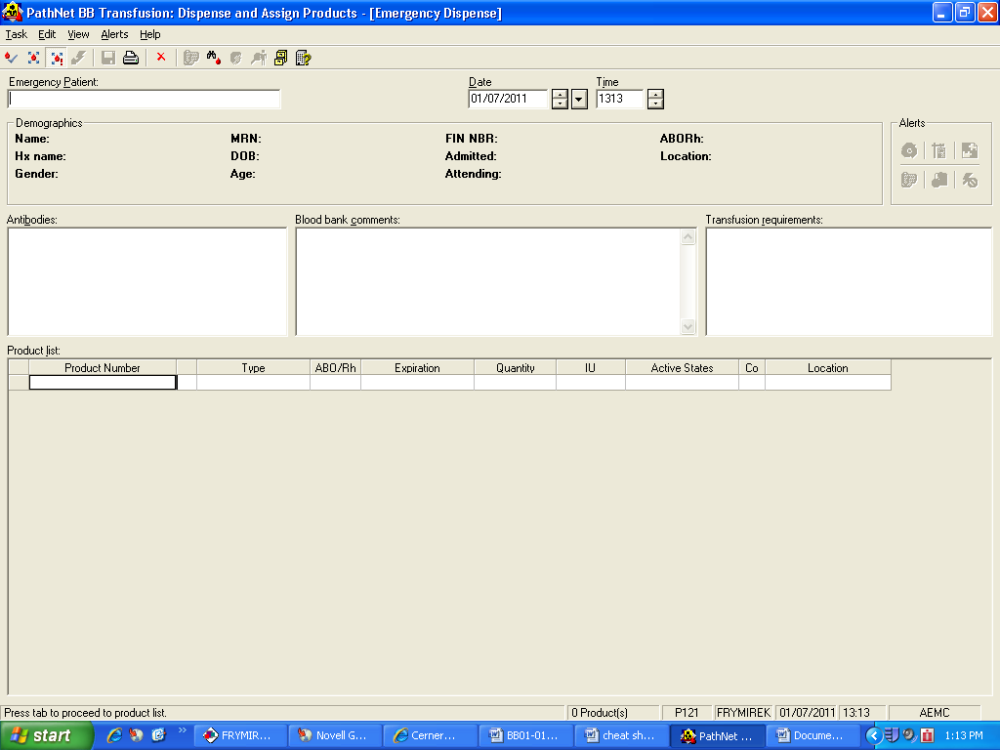 PathNet BB Transfusion: Dispense and Assign Products - [Emergency Dispense]
Task Edit View Alerts Help
Emergency Patient: Date Time
01/07/2011 1313
Demographics Alerts
Name: MRN: FIN NBR: ABORh:
Hx name: DOB: Admitted: Location:
Gender: Age: Attending:
Antibodies: Blood bank comments: Transfusion requirements:
Product list:
Product Number Type ABO/Rh Expiration Quantity IU Active States Co Location
Press tab to proceed to product list. 0 Product(s) P121 FRYMIREK 01/07/2011 13:13 AEMC
start FRYMIR... Novell G... Cerner... BB01-01... cheat sh... PathNet ... Docume... 1:13 PM